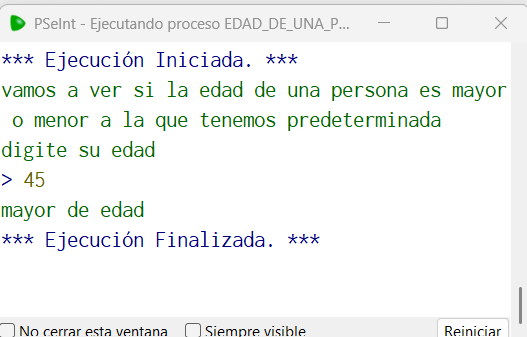 PSeInt - Ejecutando proceso EDAD_DE_UNA_P...
*** Ejecución Iniciada. ***
vamos a ver si la edad de una persona es mayor
o menor a la que tenemos predeterminada
digite su edad
> 45
mayor de edad
*** Ejecución Finalizada. ***
No cerrar esta ventana Siempre visible Reiniciar